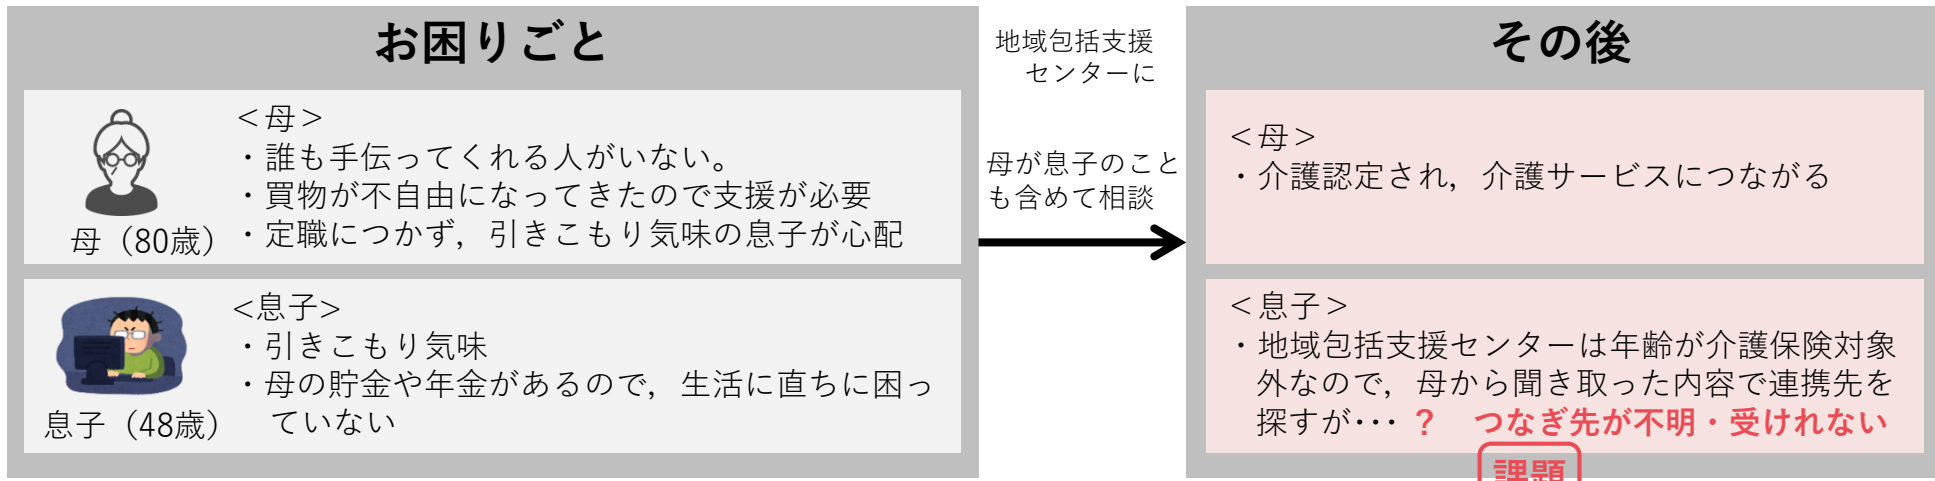 お困りごと
＜母＞
・誰も手伝ってくれる人がいない。
・買物が不自由になってきたので支援が必要
・定職につかず，引きこもり気味の息子が心配
母（80歳）
<息子>
・引きこもり気味
・母の貯金や年金があるので，生活に直ちに困っ
ていない
息子（48歳）
地域包括支援
センターに
母が息子のこと
も含めて相談
その後
＜母＞
・介護認定され，介護サービスにつながる
＜息子＞
・地域包括支援センターは年齢が介護保険対象
外なので，母から聞き取った内容で連携先を
探すが･･･？　つなぎ先が不明・受けれない
課題